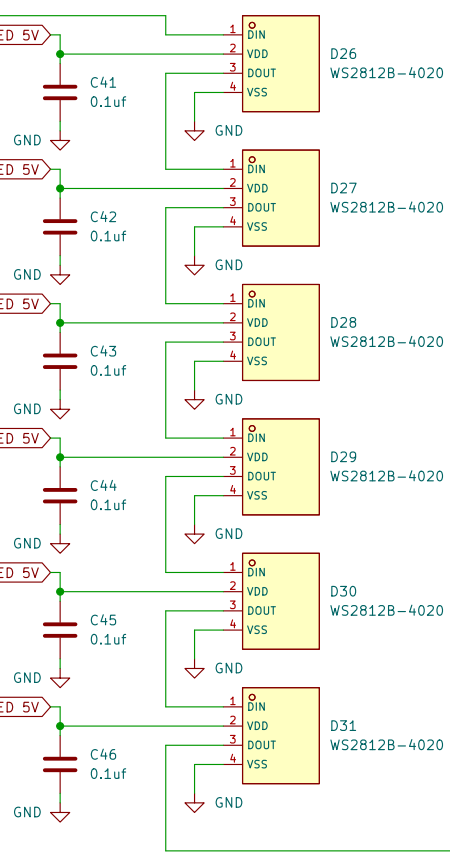 ED 5V
1 DIN
2 VDD
3 DOUT
4 VSS
D26
WS2812B-4020
C41
0.1uf
GND
GND
ED 5V
1 DIN
2 VDD
3 DOUT
4 VSS
D27
WS2812B-4020
C42
0.1uf
GND
GND
ED 5V
1 DIN
2 VDD
3 DOUT
4 VSS
D28
WS2812B-4020
C43
0.1uf
GND
GND
ED 5V
1 DIN
2 VDD
3 DOUT
4 VSS
D29
WS2812B-4020
C44
0.1uf
GND
GND
ED 5V
1 DIN
2 VDD
3 DOUT
4 VSS
D30
WS2812B-4020
C45
0.1uf
GND
GND
ED 5V
1 DIN
2 VDD
3 DOUT
4 VSS
D31
WS2812B-4020
C46
0.1uf
GND
GND